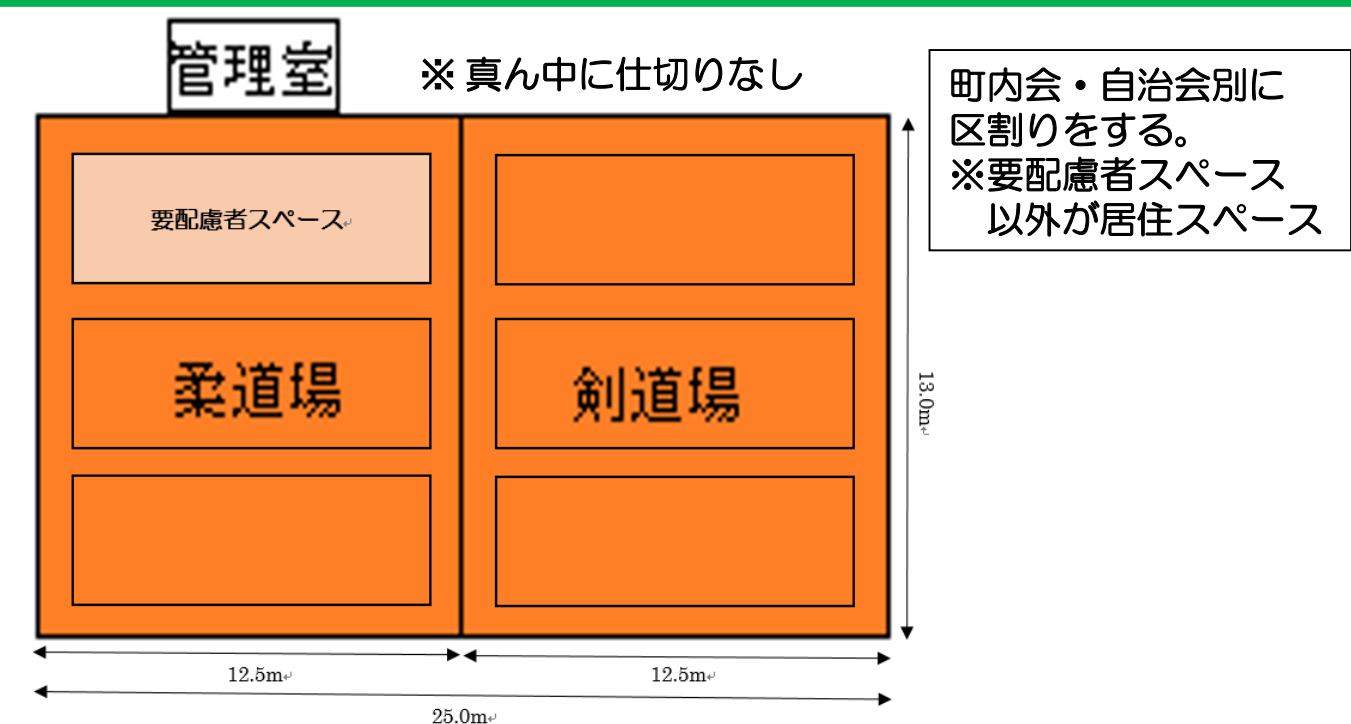 管理室
※ 真ん中に仕切りなし
町内会・自治会別に
区割りをする。
※要配慮者スペース
以外が居住スペース
要配慮者スペース
柔道場
剣道場
13.0m
12.5m
12.5m
25.0m